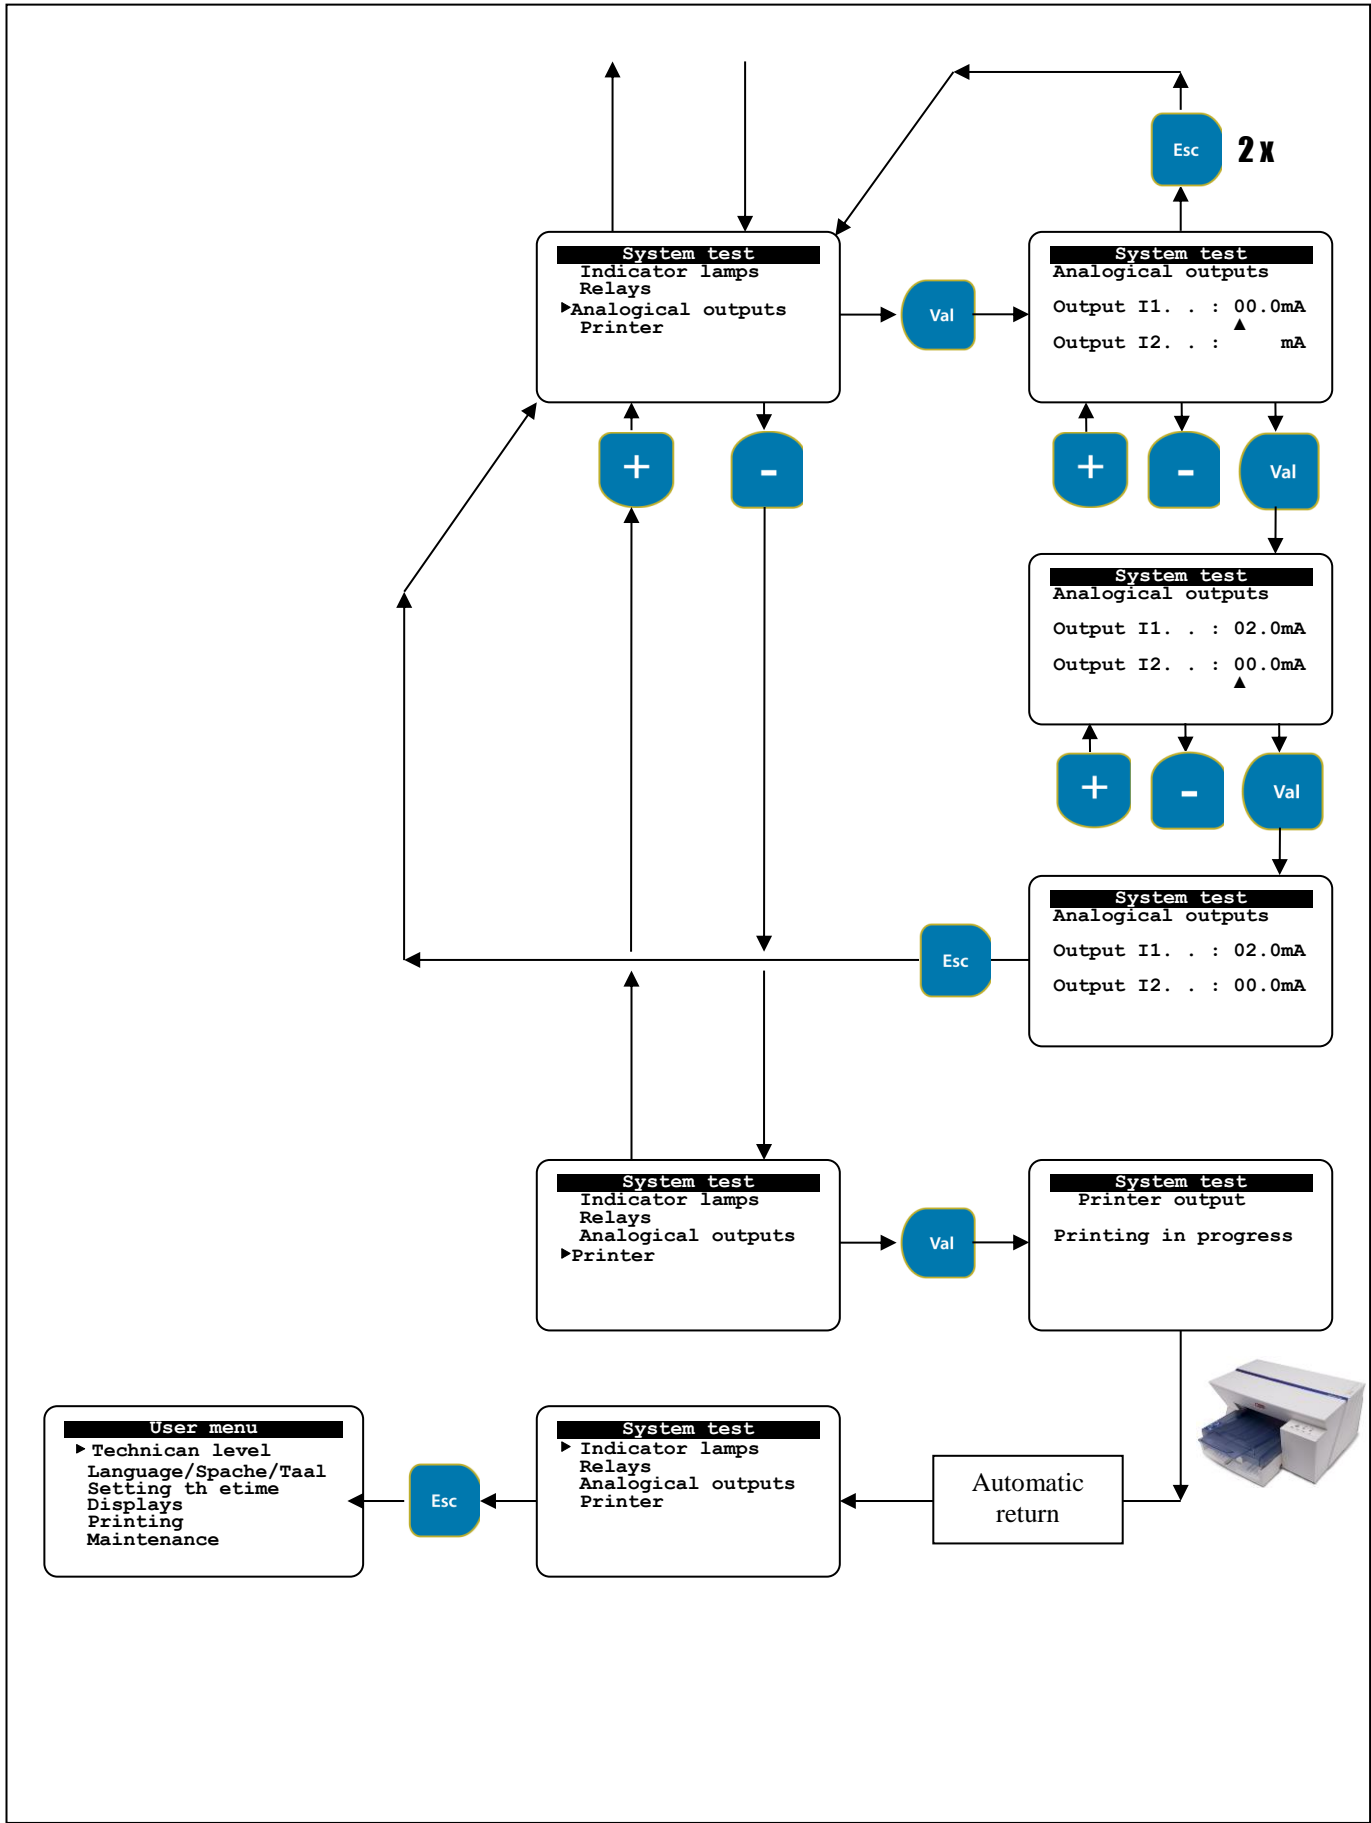 Esc
2 x
System test
Indicator lamps
Relays
Analogical outputs
Printer
Val
System test
Analogical outputs
Output I1. . : 00.0mA
Output I2. . : mA
+
-
+
-
Val
System test
Analogical outputs
Output I1. . : 02.0mA
Output I2. . : 00.0mA
+
-
Val
System test
Analogical outputs
Output I1. . : 02.0mA
Output I2. . : 00.0mA
Esc
System test
Indicator lamps
Relays
Analogical outputs
Printer
Val
System test
Printer output
Printing in progress
User menu
Technican level
Language/Spache/Taal
Setting th etime
Displays
Printing
Maintenance
Esc
System test
Indicator lamps
Relays
Analogical outputs
Printer
Automatic
return